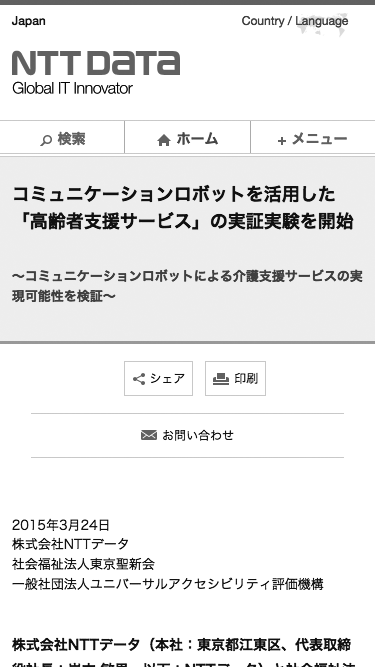 Japan
Country / Language
NTT DATA
Global IT Innovator
検索
ホーム
メニュー
コミュニケーションロボットを活用した
「高齢者支援サービス」の実証実験を開始
～コミュニケーションロボットによる介護支援サービスの実
現可能性を検証～
シェア
印刷
お問い合わせ
2015年3月24日
株式会社NTTデータ
社会福祉法人東京聖新会
一般社団法人ユニバーサルアクセシビリティ評価機構
株式会社NTTデータ（本社：東京都江東区、代表取締